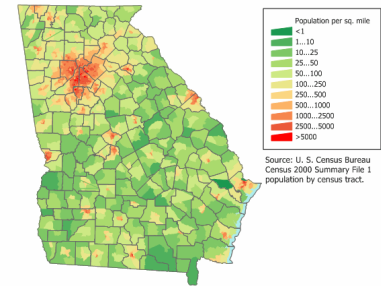 Population per sq. mile
<1
1...10
10...25
25...50
50...100
100...250
250...500
500...1000
1000...2500
2500...5000
>5000
Source: U. S. Census Bureau
Census 2000 Summary File 1
population by census tract.